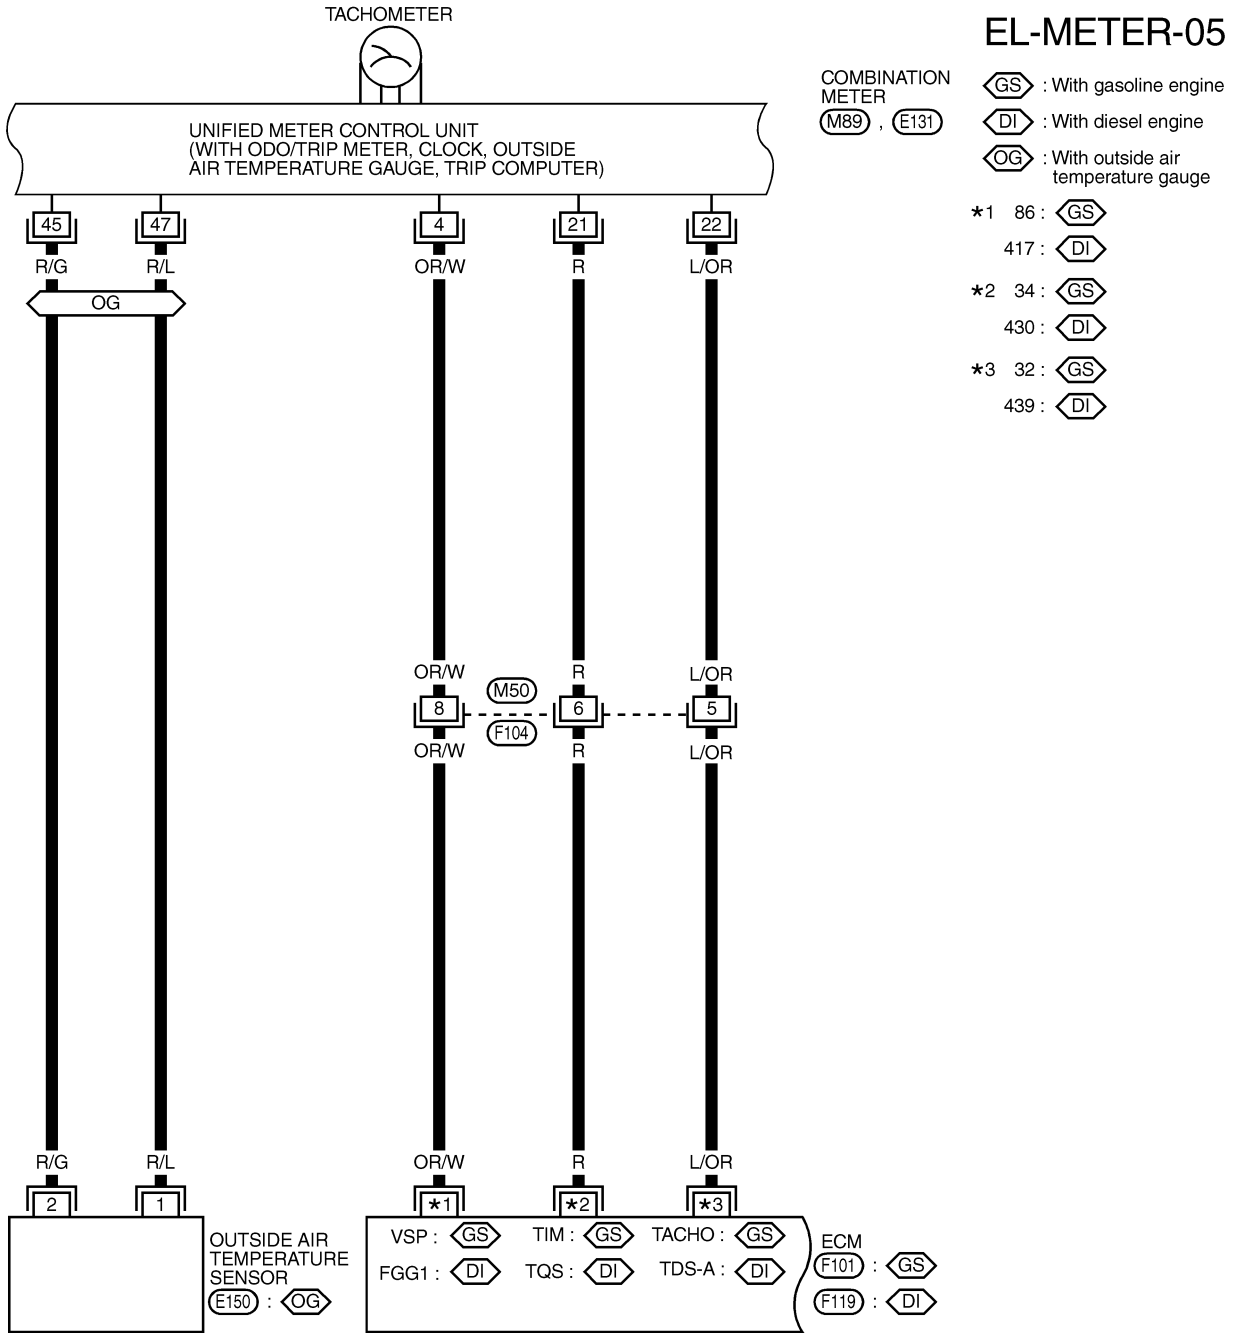 TACHOMETER
EL-METER-05
COMBINATION
METER
M89 , E131
GS : With gasoline engine
DI : With diesel engine
OG : With outside air
temperature gauge
*1 86 : GS
417 : DI
*2 34 : GS
430 : DI
*3 32 : GS
439 : DI
UNIFIED METER CONTROL UNIT
(WITH ODO/TRIP METER, CLOCK, OUTSIDE
AIR TEMPERATURE GAUGE, TRIP COMPUTER)
45 47 4 21 22
R/G R/L OR/W R L/OR
OG
OR/W R L/OR
M50
8 6 5
F104
OR/W R L/OR
R/G R/L OR/W R L/OR
2 1 *1 *2 *3
VSP : GS TIM : GS TACHO : GS
FGG1 : DI TQS : DI TDS-A : DI
OUTSIDE AIR
TEMPERATURE
SENSOR
E150 : OG
ECM
F101 : GS
F119 : DI